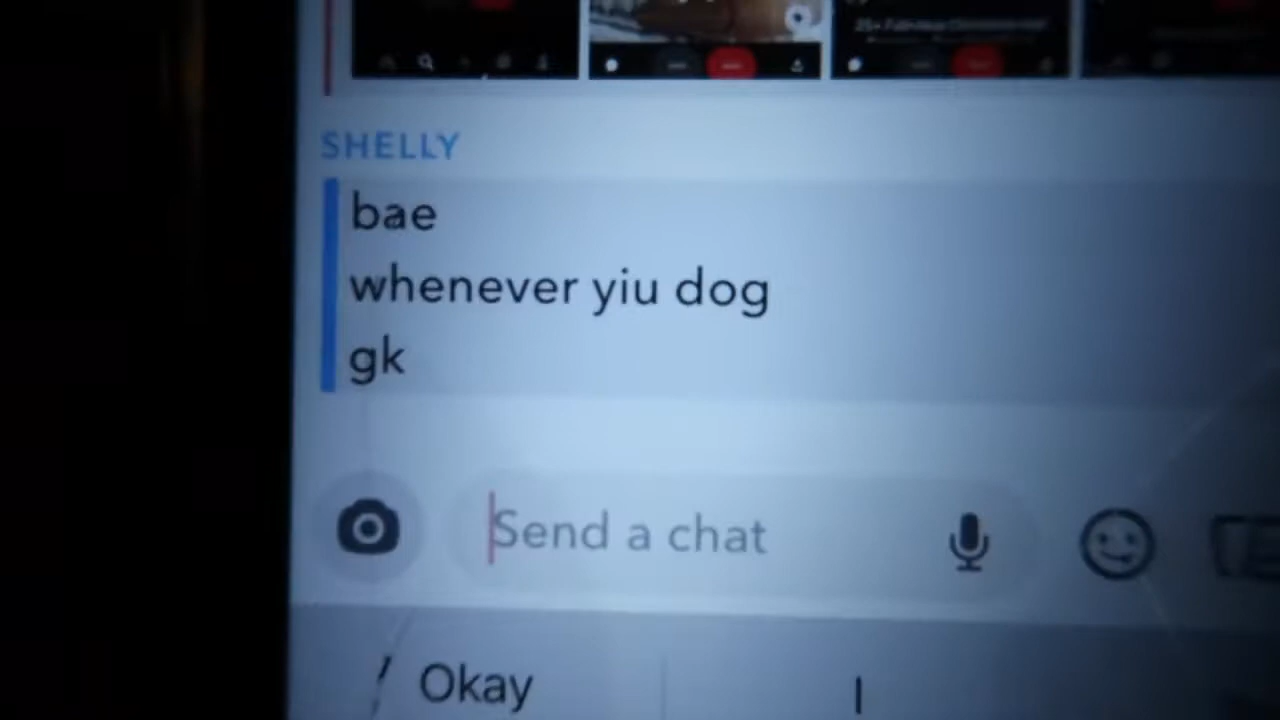 SHELLY
bae
whenever yiu dog
gk
Send a chat
Okay
I